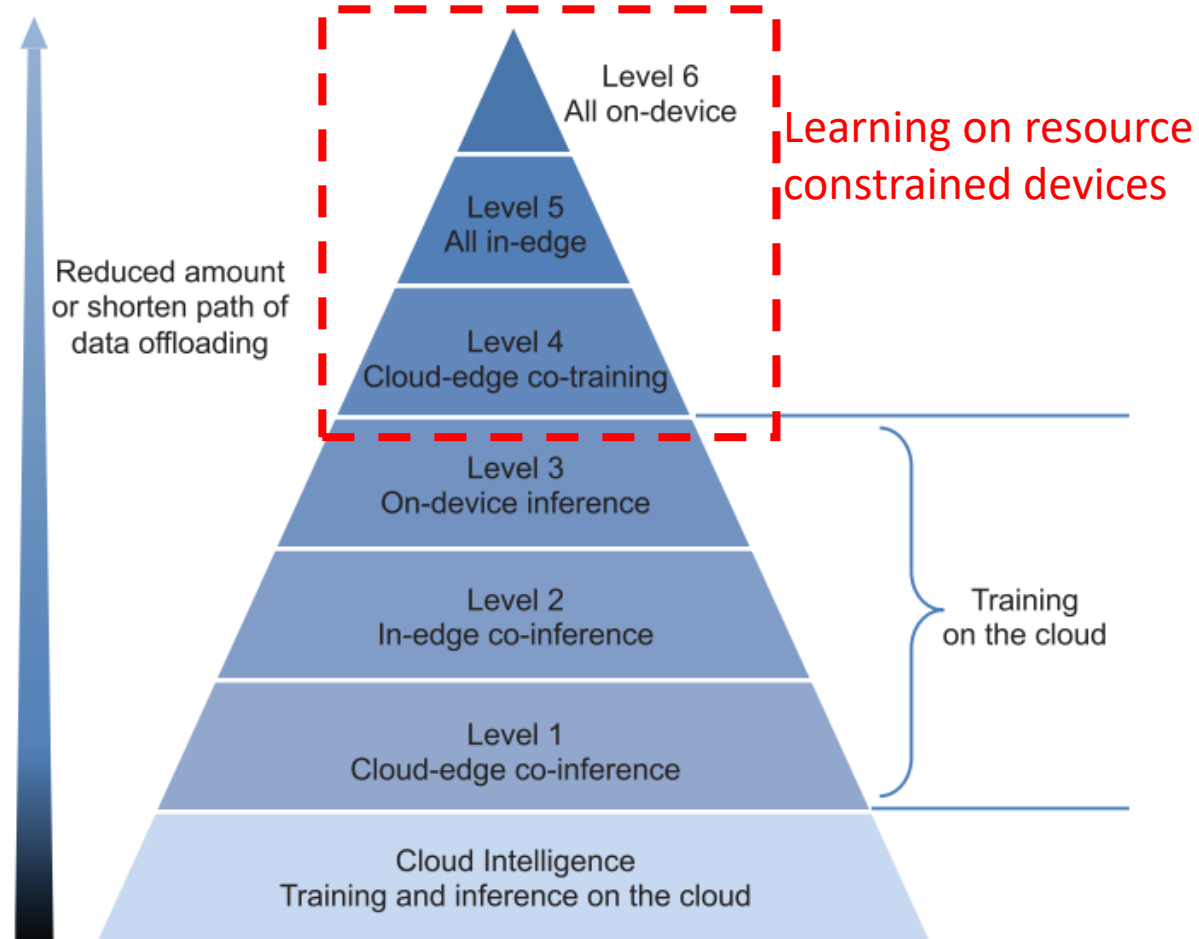 Level 6
All on-device
Learning on resource
constrained devices
Level 5
All in-edge
Reduced amount
or shorten path of
data offloading
Level 4
Cloud-edge co-training
Level 3
On-device inference
Level 2
In-edge co-inference
Training
on the cloud
Level 1
Cloud-edge co-inference
Cloud Intelligence
Training and inference on the cloud